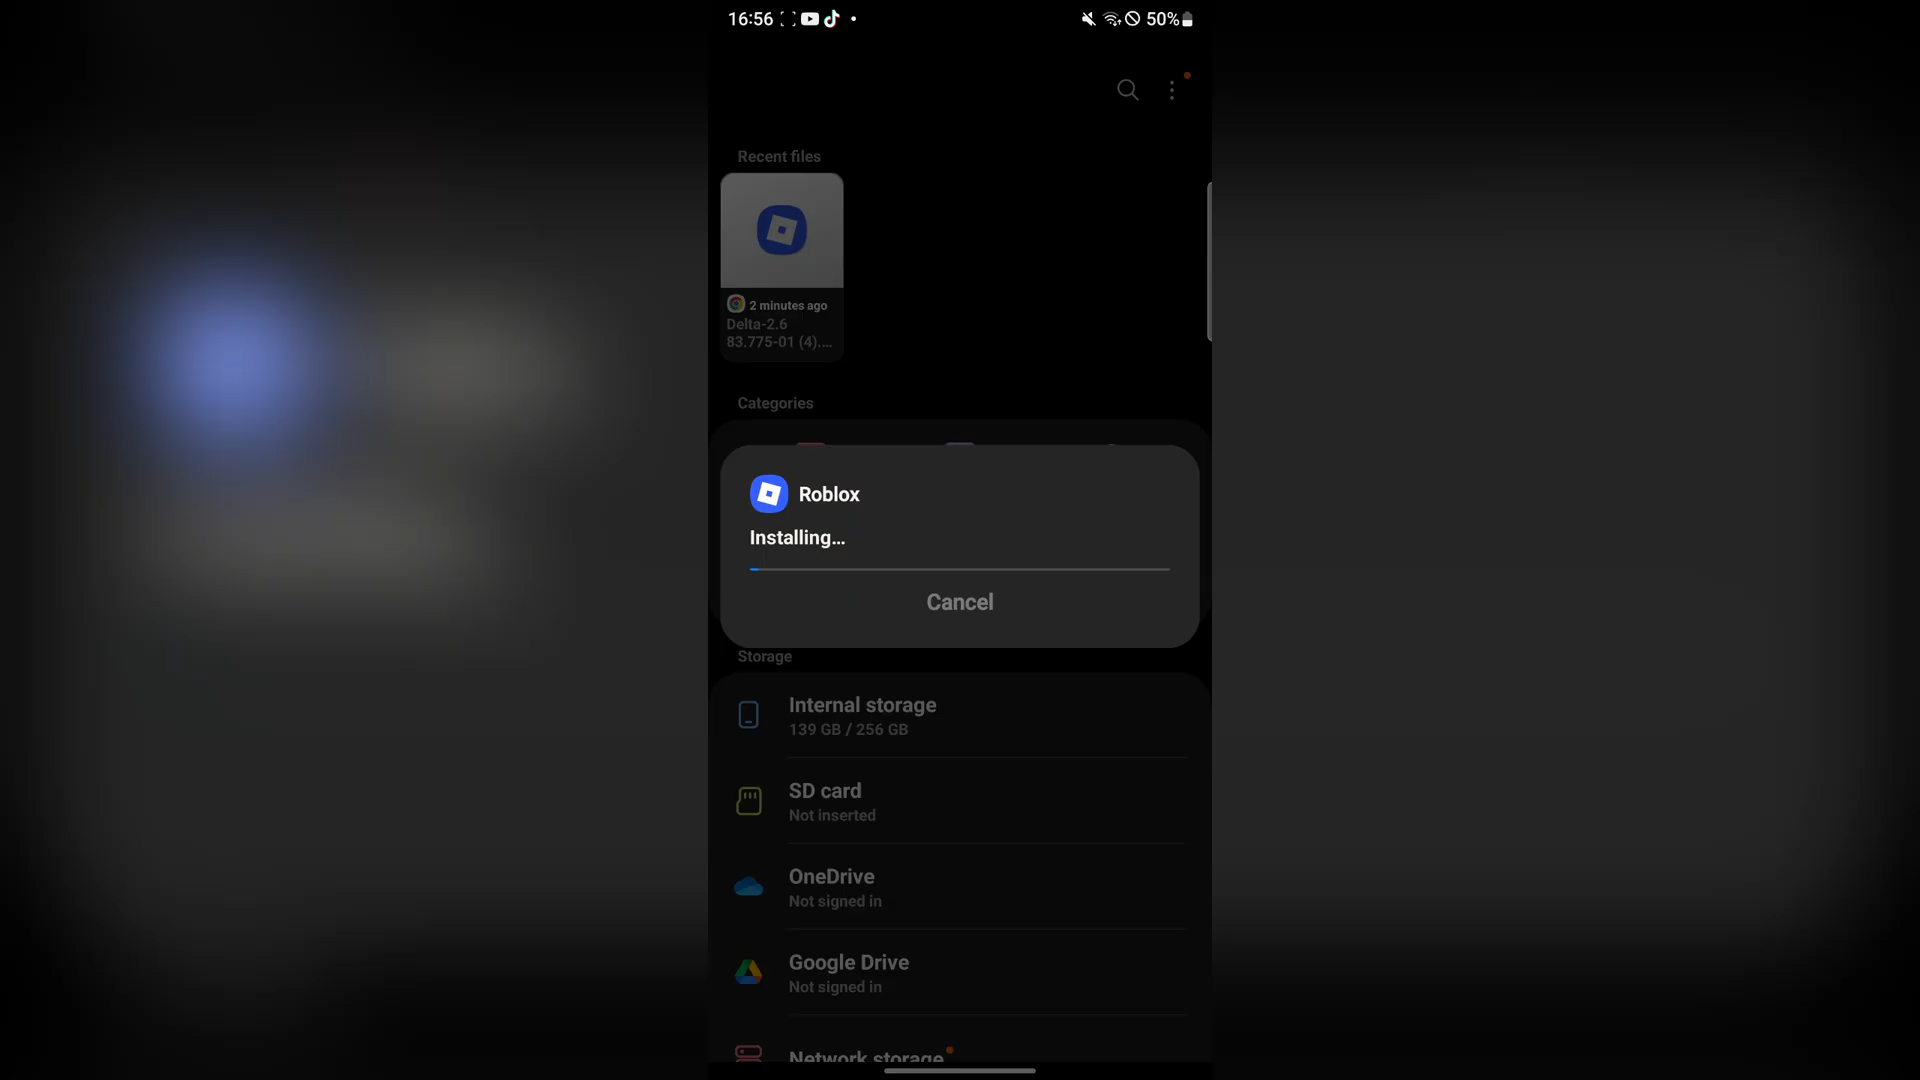 16:56
50%
Recent files
2 minutes ago
Delta-2.6
83.775-01 (4)....
Categories
Roblox
Installing...
Cancel
Storage
Internal storage
139 GB / 256 GB
SD card
Not inserted
OneDrive
Not signed in
Google Drive
Not signed in
Network storage